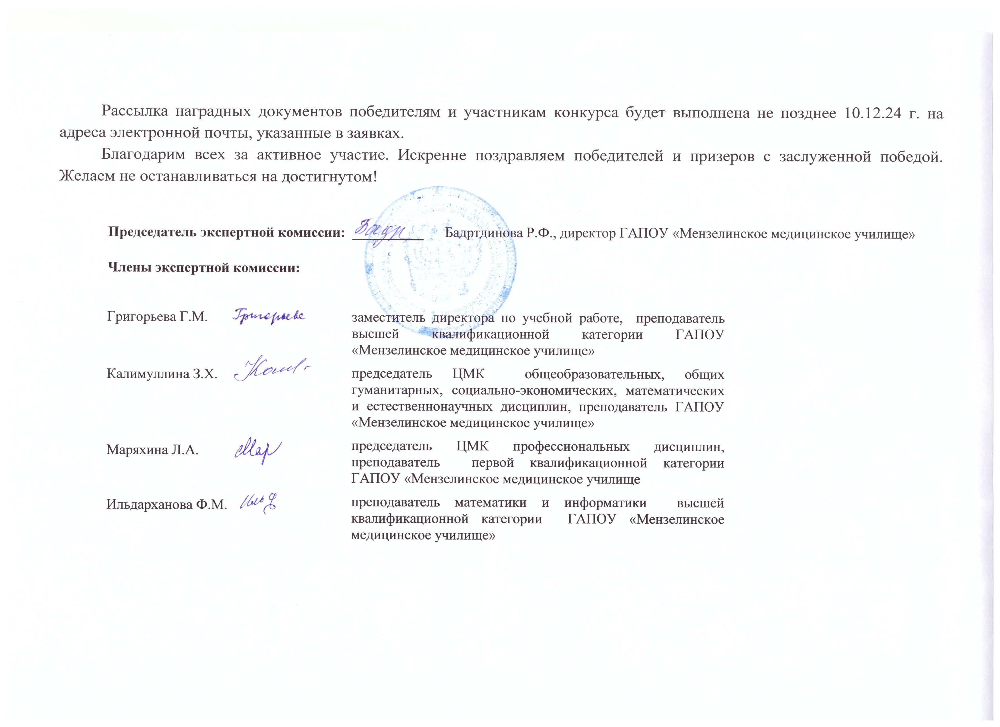 Рассылка наградных документов победителям и участникам конкурса будет выполнена не позднее 10.12.24 г. на
адреса электронной почты, указанные в заявках.
Благодарим всех за активное участие. Искренне поздравляем победителей и призеров с заслуженной победой.
Желаем не останавливаться на достигнутом!
Председатель экспертной комиссии: Бадр Бадртдинова Р.Ф., директор ГАПОУ «Мензелинское медицинское училище»
Члены экспертной комиссии:
Григорьева Г.М. Григорьева заместитель директора по учебной работе, преподаватель
высшей квалификационной категории ГАПОУ
«Мензелинское медицинское училище»
Калимуллина З.Х. председатель ЦМК общеобразовательных, общих
гуманитарных, социально-экономических, математических
и естественнонаучных дисциплин, преподаватель ГАПОУ
«Мензелинское медицинское училище»
Маряхина Л.А. Мар председатель ЦМК профессиональных дисциплин,
преподаватель первой квалификационной категории
ГАПОУ «Мензелинское медицинское училище
Ильдарханова Ф.М. преподаватель математики и информатики высшей
квалификационной категории ГАПОУ «Мензелинское
медицинское училище»